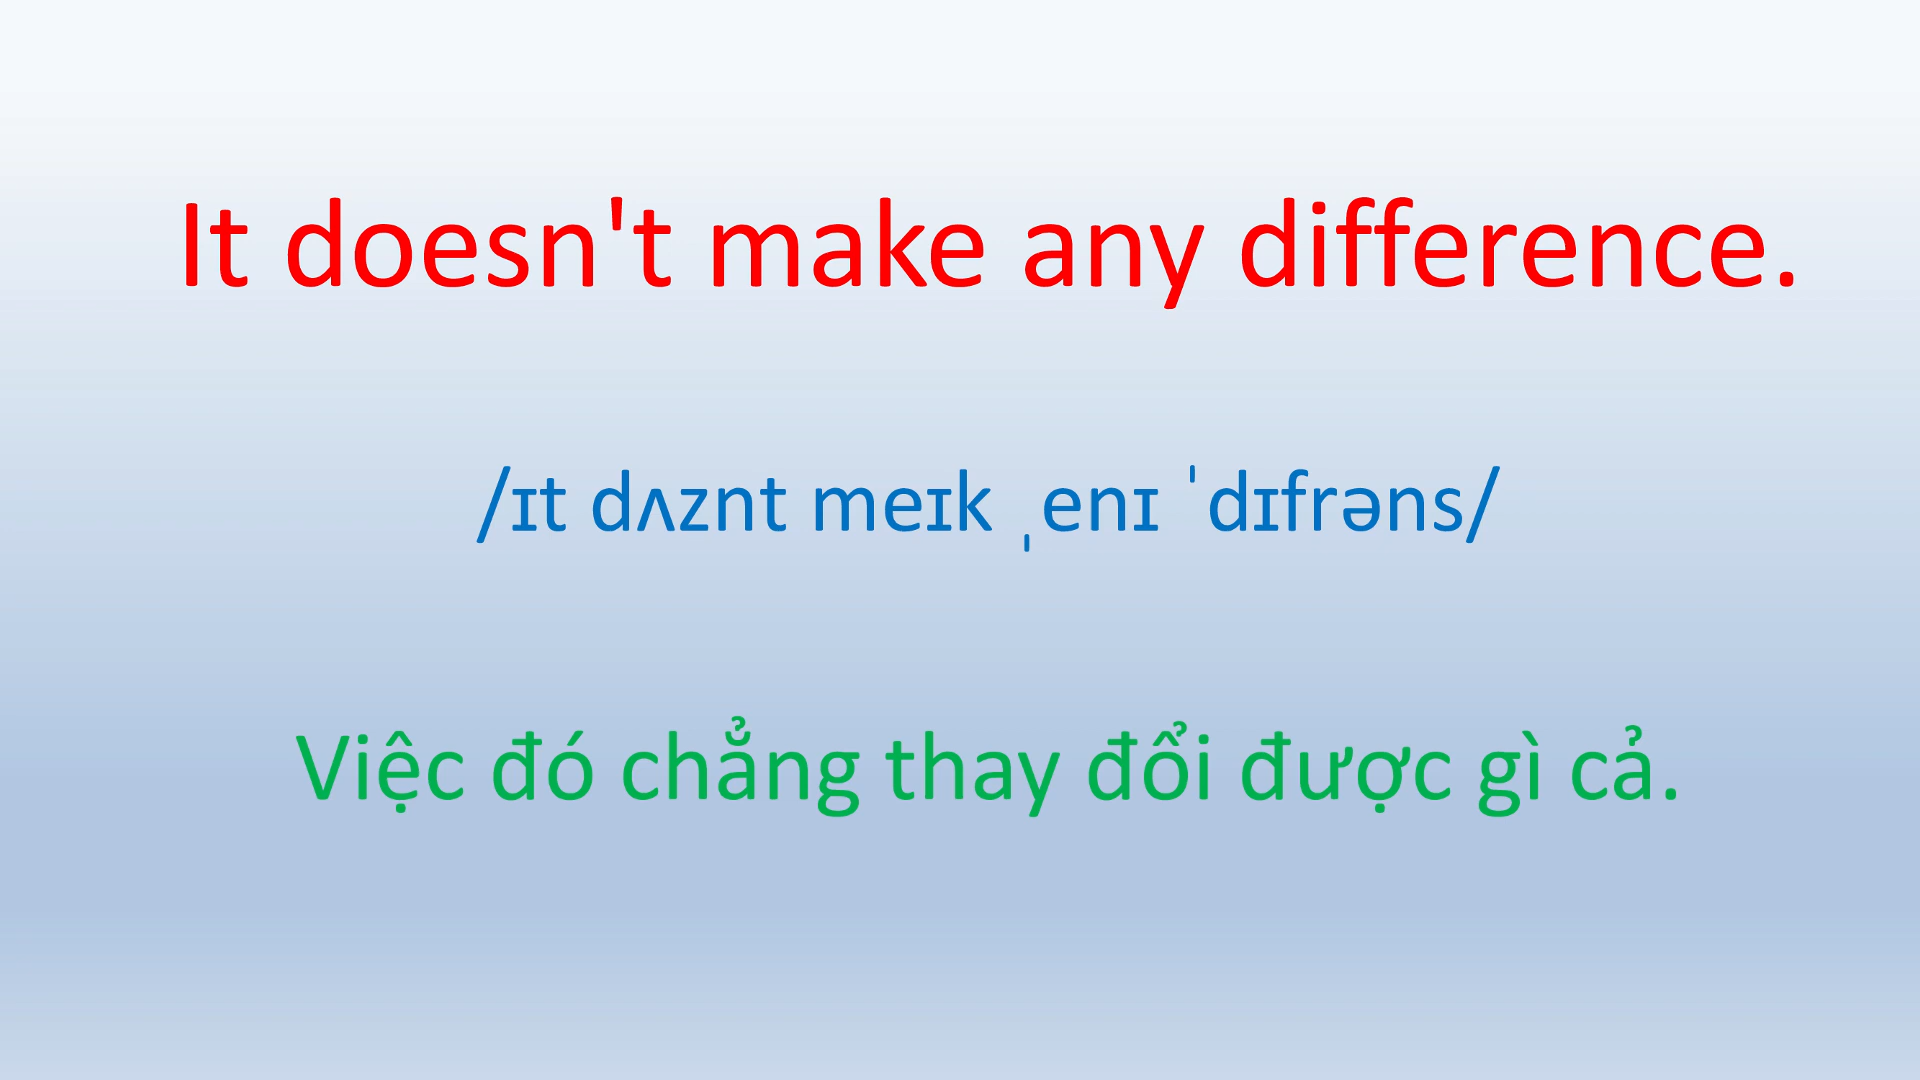 It doesn't make any difference.
/ɪt dʌznt meɪk ˌenɪ ˈdɪfrəns/
Việc đó chẳng thay đổi được gì cả.